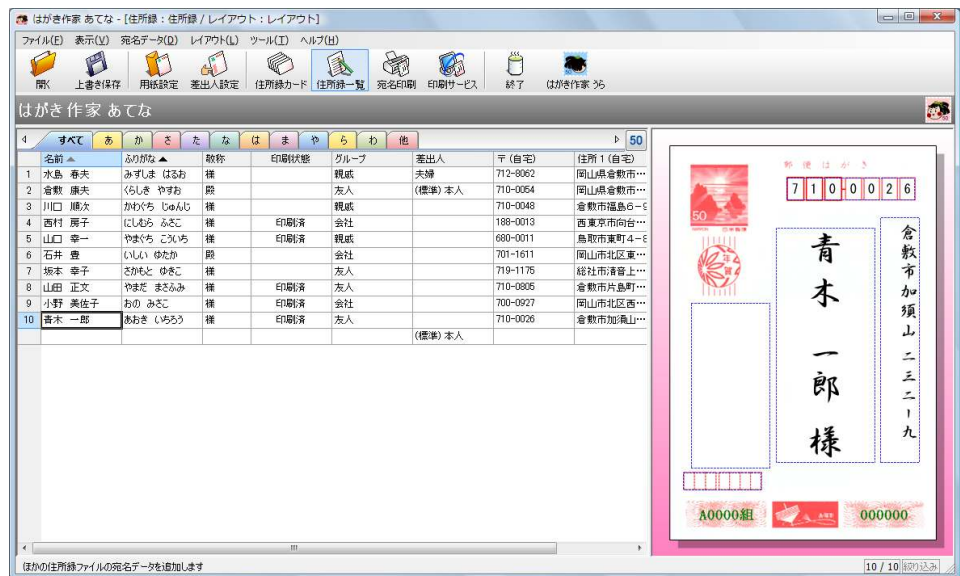 はがき作家 あてな - [住所録 : 住所録 / レイアウト : レイアウト]
ファイル(F) 表示(V) 宛名データ(D) レイアウト(L) ツール(T) ヘルプ(H)
開く 上書き保存 用紙設定 差出人設定 住所録カード 住所録一覧 宛名印刷 印刷サービス 終了 はがき作家 うら
はがき作家 あてな
すべて あ か さ た な は ま や ら わ 他 50
名前 ふりがな 敬称 印刷状態 グループ 差出人 〒(自宅) 住所1(自宅)
1 水島 春夫 みずしま はるお 様 親戚 夫婦 712-8062 岡山県倉敷市…
2 倉敷 康夫 くらしき やすお 殿 友人 (標準)本人 710-0054 岡山県倉敷市…
3 川口 順次 かわぐち じゅんじ 様 親戚 710-0048 倉敷市福島6-9
4 西村 房子 にしむら ふさこ 様 印刷済 会社 188-0013 西東京市向台…
5 山口 幸一 やまぐち こういち 様 印刷済 親戚 680-0011 鳥取市東町4-8
6 石井 豊 いしい ゆたか 殿 会社 701-1611 岡山市北区東…
7 坂本 幸子 さかもと ゆきこ 様 友人 719-1175 総社市清音上…
8 山田 正文 やまだ まさふみ 様 印刷済 友人 710-0805 倉敷市片島町…
9 小野 美佐子 おの みさこ 様 印刷済 会社 700-0927 岡山市北区西…
10 青木 一郎 あおき いちろう 様 印刷済 友人 710-0026 倉敷市加須山…
(標準)本人
郵便はがき
50
7 1 0 0 0 2 6
倉敷市加須山二三二ー九
青木 一郎 様
年賀
A0000組 000000
ほかの住所録ファイルの宛名データを追加します
10 / 10 絞り込み